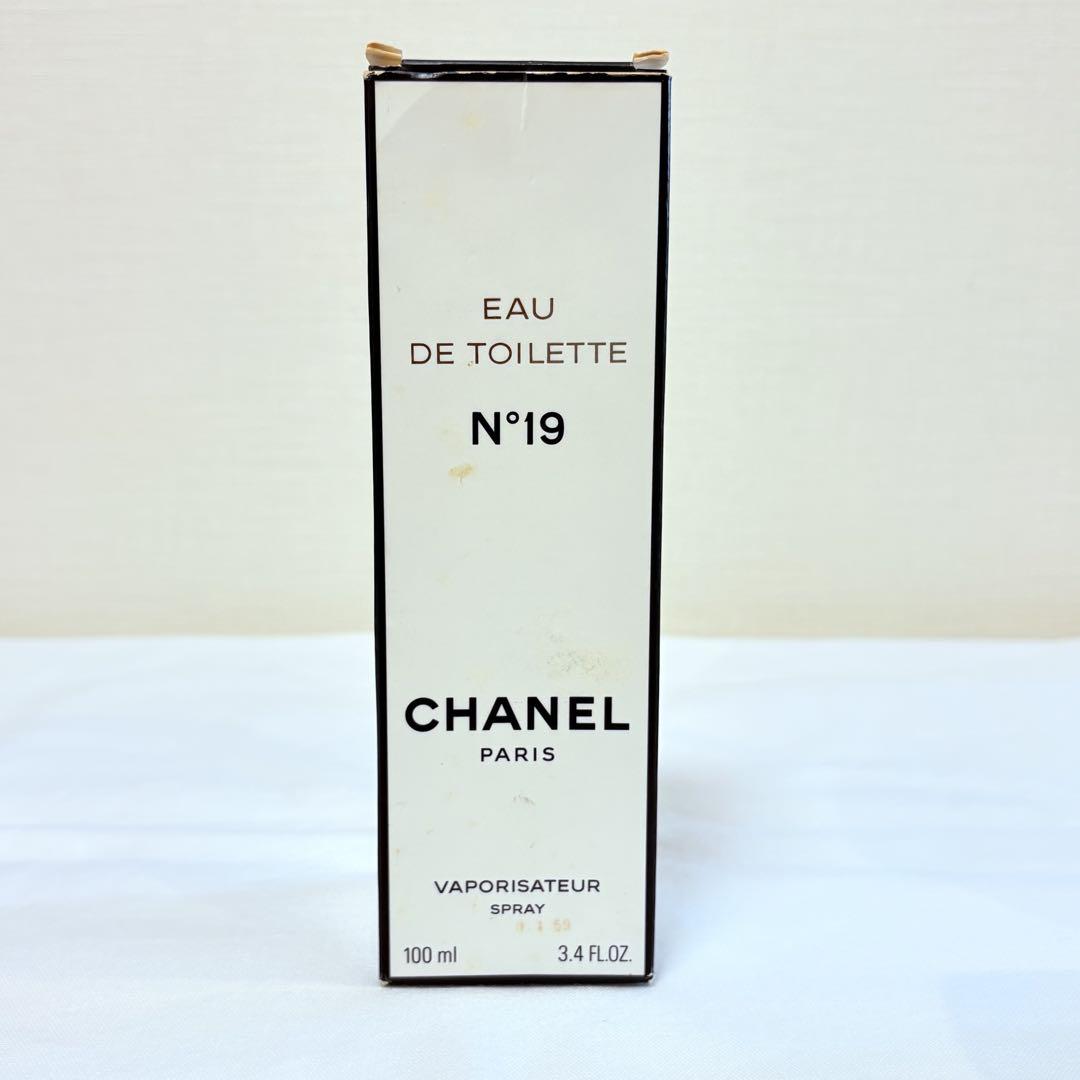 EAU
DE TOILETTE
N°19
CHANEL
PARIS
VAPORISATEUR
SPRAY
100 ml 3.4 FL.OZ.